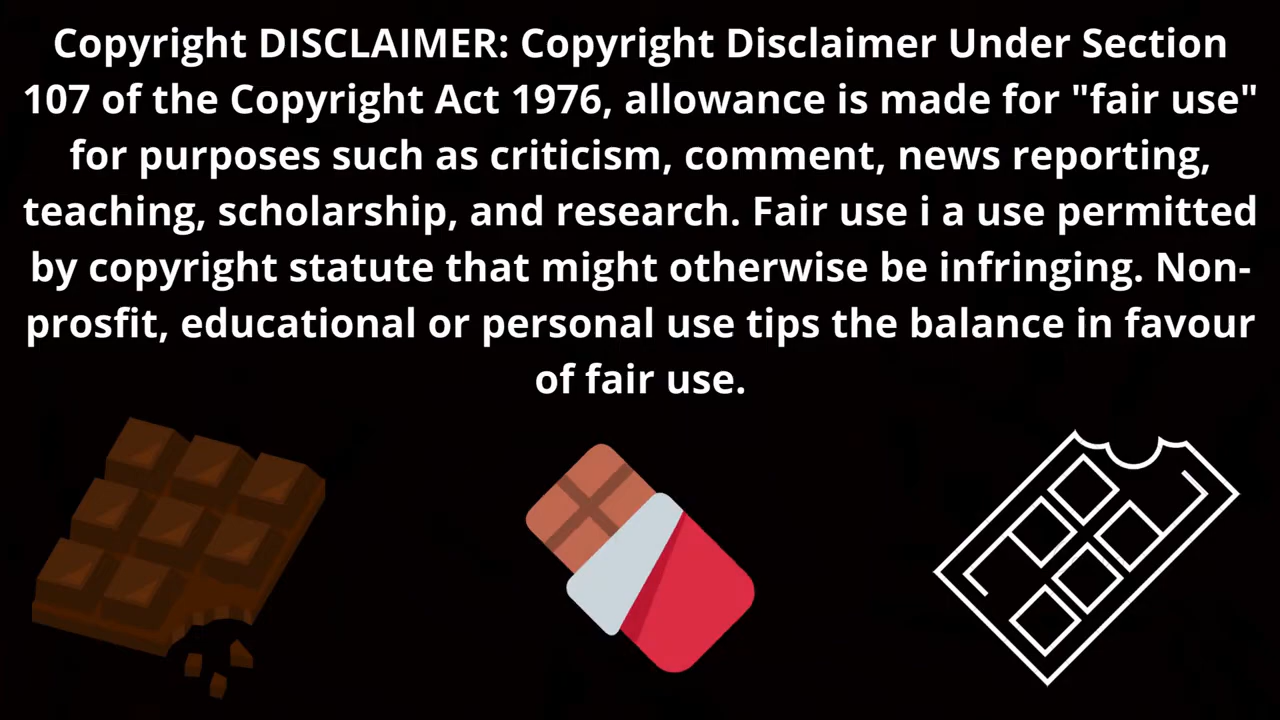 Copyright DISCLAIMER: Copyright Disclaimer Under Section
107 of the Copyright Act 1976, allowance is made for "fair use"
for purposes such as criticism, comment, news reporting,
teaching, scholarship, and research. Fair use i a use permitted
by copyright statute that might otherwise be infringing. Non-
prosfit, educational or personal use tips the balance in favour
of fair use.